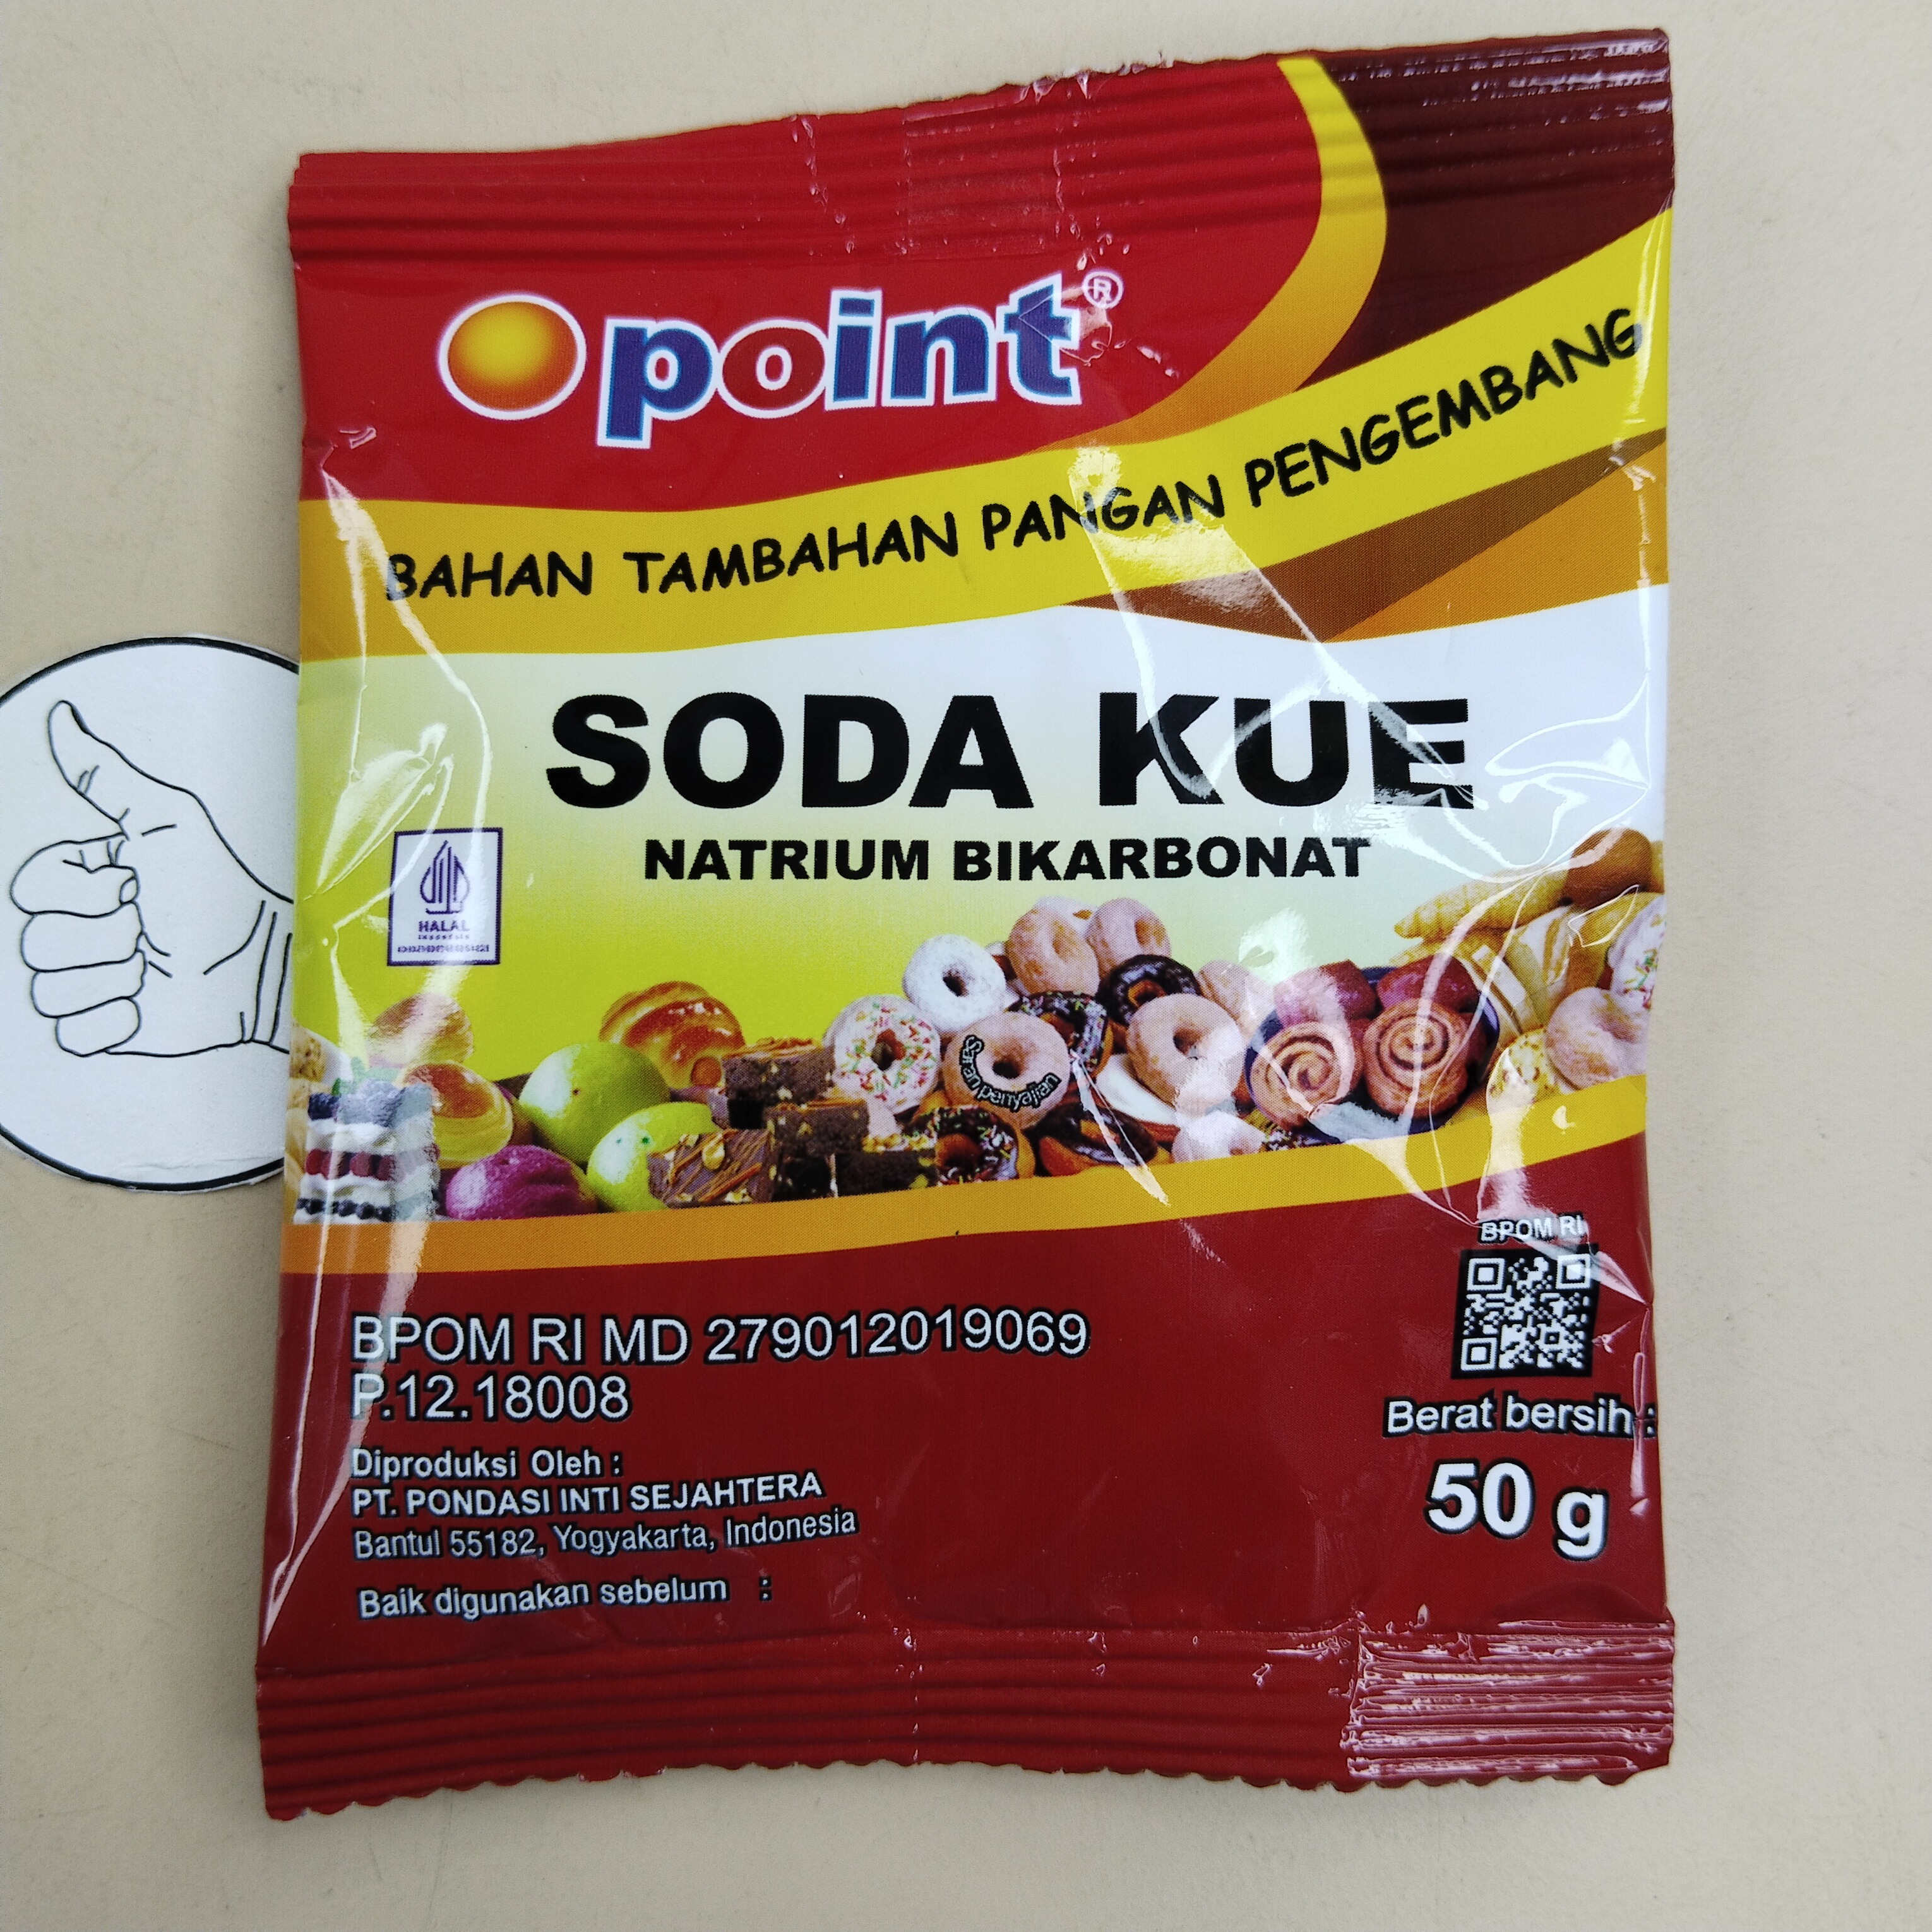 point®
BAHAN TAMBAHAN PANGAN PENGEMBANG
SODA KUE
NATRIUM BIKARBONAT
HALAL
INDONESIA
Saran penyajian
BPOM RI
BPOM RI MD 279012019069
P.12.18008
Berat bersih :
50 g
Diproduksi Oleh :
PT. PONDASI INTI SEJAHTERA
Bantul 55182, Yogyakarta, Indonesia
Baik digunakan sebelum :